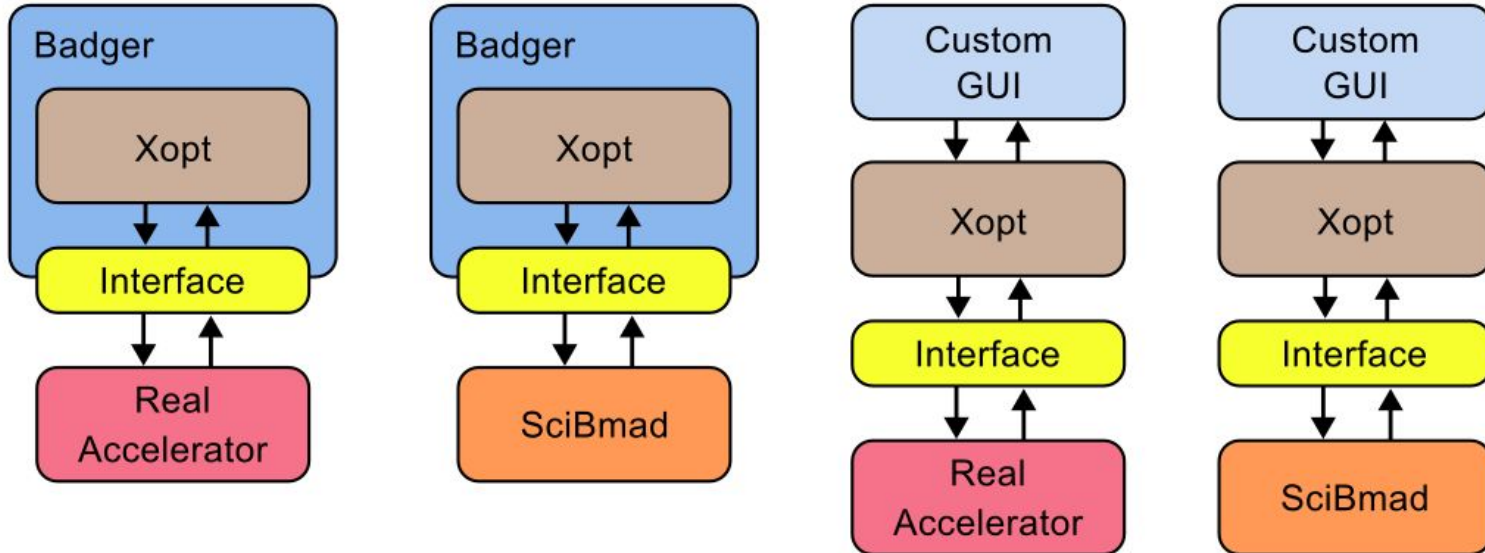 Badger
Xopt
Interface
Real
Accelerator
Badger
Xopt
Interface
SciBmad
Custom
GUI
Xopt
Interface
Real
Accelerator
Custom
GUI
Xopt
Interface
SciBmad